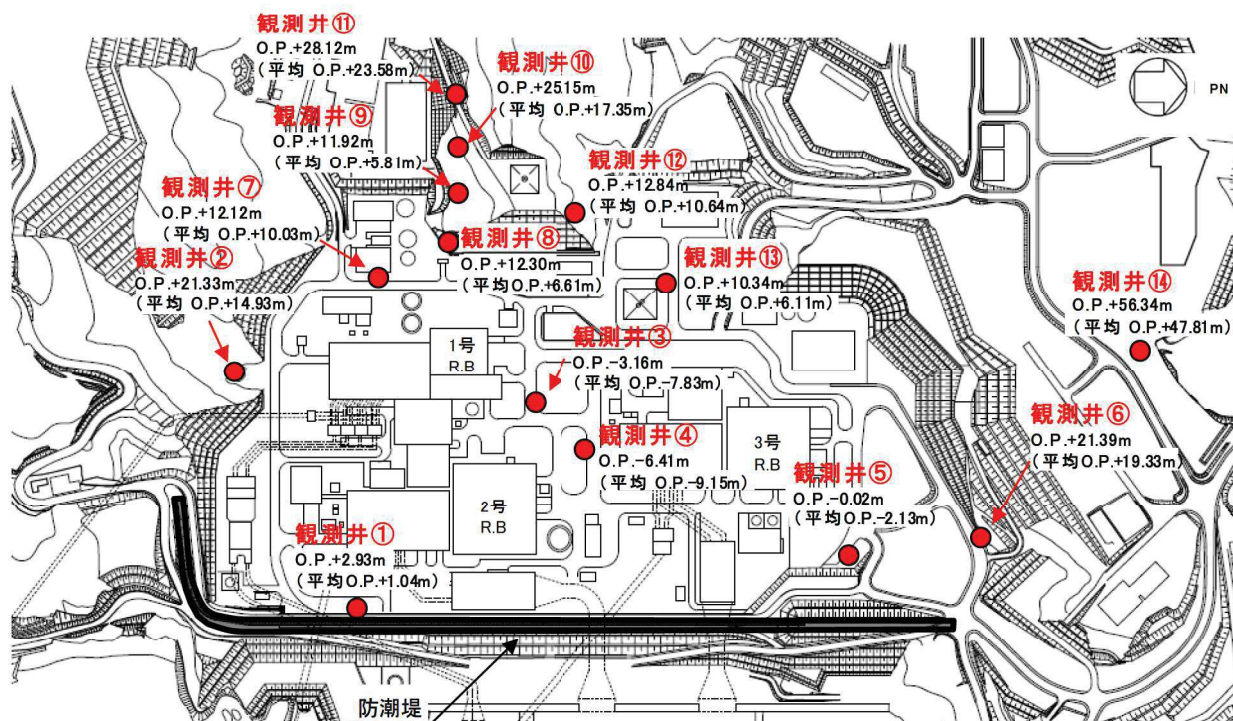 観測井⑪
O.P.+28.12m
(平均 O.P.+23.58m)
観測井⑩
O.P.+25.15m
(平均 O.P.+17.35m)
PN
観測井⑨
O.P.+11.92m
(平均 O.P.+5.81m)
観測井⑫
O.P.+12.84m
(平均 O.P.+10.64m)
観測井⑦
O.P.+12.12m
(平均 O.P.+10.03m)
観測井⑧
O.P.+12.30m
(平均O.P.+6.61m)
観測井②
O.P.+21.33m
(平均 O.P.+14.93m)
観測井⑬
O.P.+10.34m
(平均 O.P.+6.11m)
観測井⑭
O.P.+56.34m
(平均 O.P.+47.81m)
観測井③
O.P.-3.16m
(平均 O.P.-7.83m)
1号
R.B
観測井⑥
O.P.+21.39m
(平均O.P.+19.33m)
観測井④
O.P.-6.41m
(平均 O.P.-9.15m)
3号
R.B
観測井⑤
O.P.-0.02m
(平均O.P.-2.13m)
2号
R.B
観測井①
O.P.+2.93m
(平均O.P.+1.04m)
防潮堤